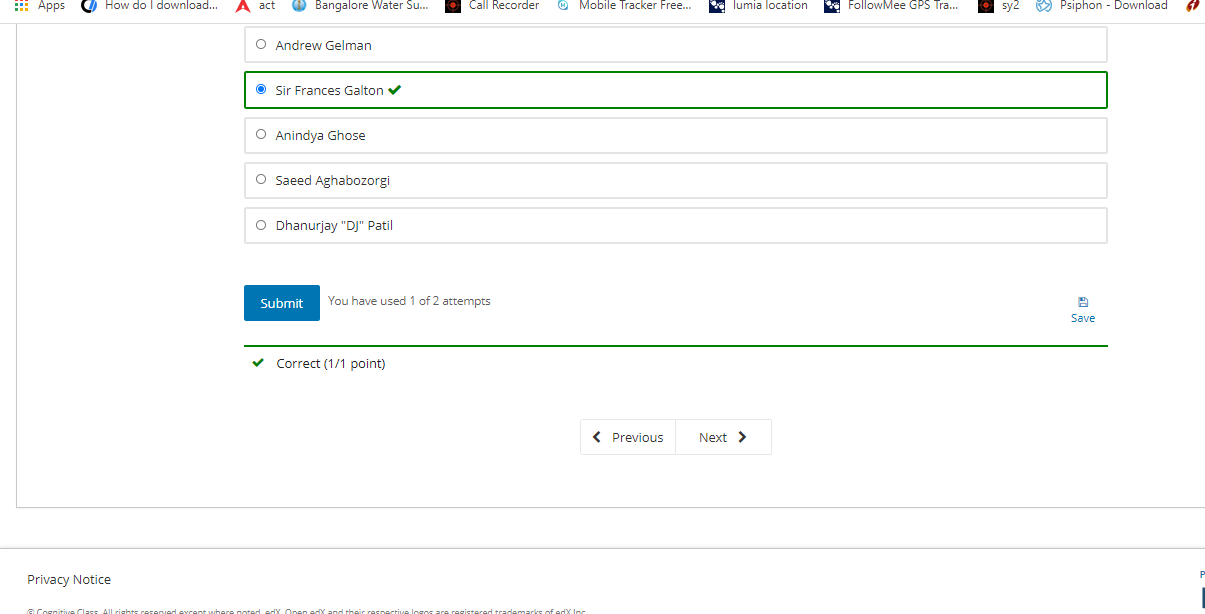 Apps How do I download... act Bangalore Water Su... Call Recorder Mobile Tracker Free... lumia location FollowMee GPS Tra... sy2 Psiphon - Download
Andrew Gelman
Sir Frances Galton
Anindya Ghose
Saeed Aghabozorgi
Dhanurjay "DJ" Patil
Submit You have used 1 of 2 attempts
Save
Correct (1/1 point)
Previous Next
P
Privacy Notice
© Cognitive Class. All rights reserved except where noted. edX, Open edX and their respective logos are registered trademarks of edX Inc.